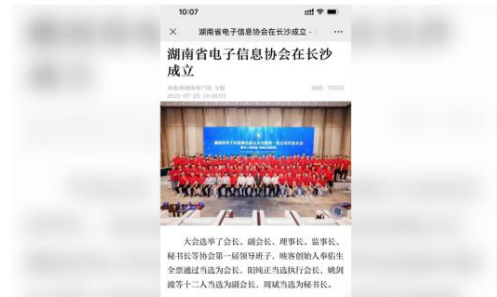 10:07
湖南省电子信息协会在长沙成立 -
湖南省电子信息协会在长沙
成立
2021-07-25
大会选举了会长、副会长、理事长、监事长、
秘书长等协会第一届领导班子，映客创始人奉佑生
全票通过当选为会长，阳纯正当选执行会长，姚剑
波等十二人当选为副会长，周斌当选为秘书长。